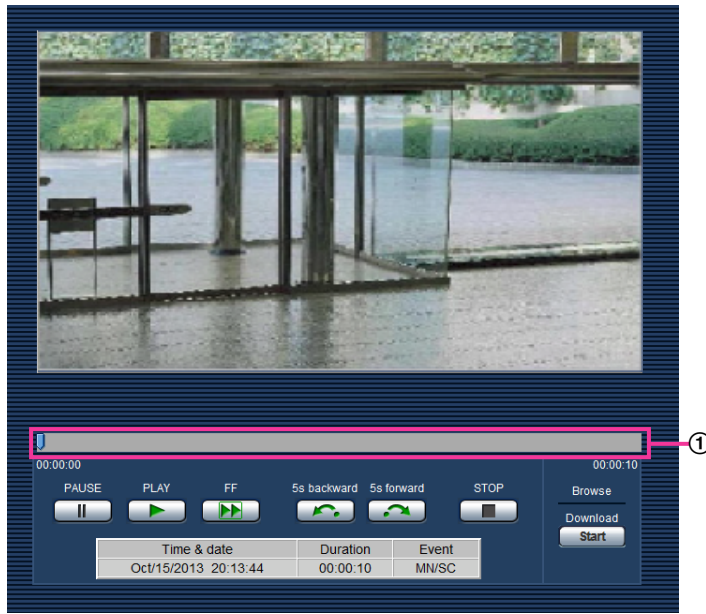 ①
00:00:00 00:00:10
PAUSE PLAY FF 5s backward 5s forward STOP Browse
Download
Start
Time & date Duration Event
Oct/15/2013 20:13:44 00:00:10 MN/SC